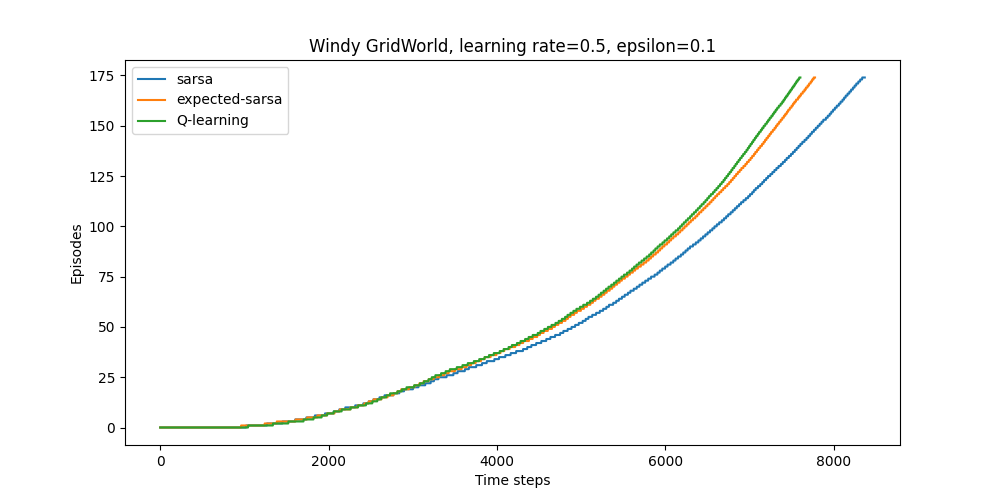 Windy GridWorld, learning rate=0.5, epsilon=0.1
sarsa
expected-sarsa
Q-learning
175
150
125
100
75
50
25
0
Episodes
0 2000 4000 6000 8000
Time steps